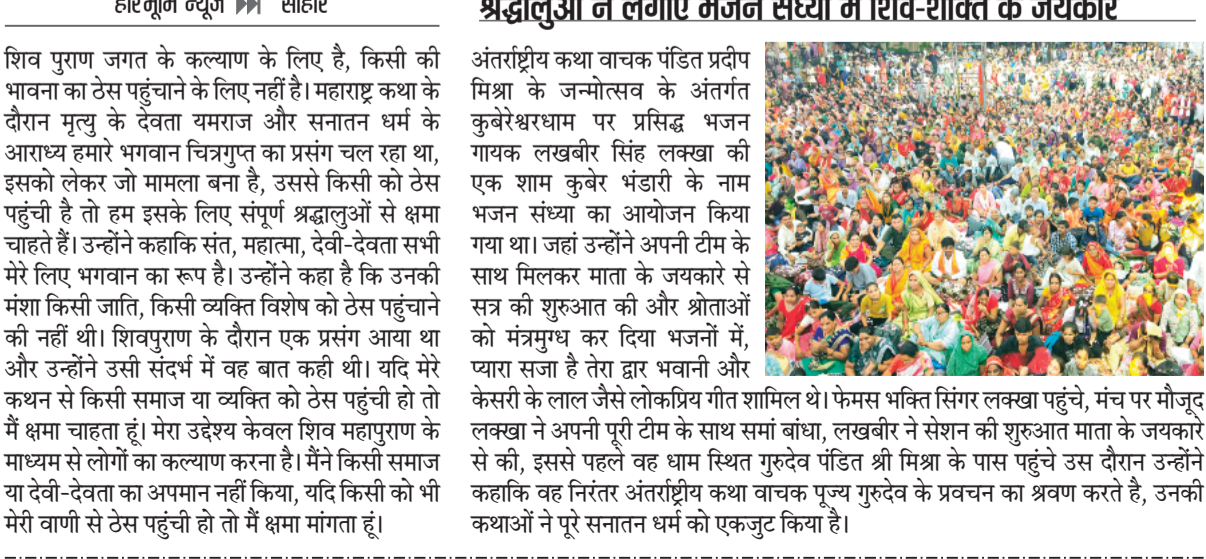 हरिभूमि न्यूज ▶▶ सीहोर
शिव पुराण जगत के कल्याण के लिए है, किसी की
भावना का ठेस पहुंचाने के लिए नहीं है। महाराष्ट्र कथा के
दौरान मृत्यु के देवता यमराज और सनातन धर्म के
आराध्य हमारे भगवान चित्रगुप्त का प्रसंग चल रहा था,
इसको लेकर जो मामला बना है, उससे किसी को ठेस
पहुंची है तो हम इसके लिए संपूर्ण श्रद्धालुओं से क्षमा
चाहते हैं। उन्होंने कहाकि संत, महात्मा, देवी-देवता सभी
मेरे लिए भगवान का रूप है। उन्होंने कहा है कि उनकी
मंशा किसी जाति, किसी व्यक्ति विशेष को ठेस पहुंचाने
की नहीं थी। शिवपुराण के दौरान एक प्रसंग आया था
और उन्होंने उसी संदर्भ में वह बात कही थी। यदि मेरे
कथन से किसी समाज या व्यक्ति को ठेस पहुंची हो तो
मैं क्षमा चाहता हूं। मेरा उद्देश्य केवल शिव महापुराण के
माध्यम से लोगों का कल्याण करना है। मैंने किसी समाज
या देवी-देवता का अपमान नहीं किया, यदि किसी को भी
मेरी वाणी से ठेस पहुंची हो तो मैं क्षमा मांगता हूं।
श्रद्धालुओं ने लगाए भजन संध्या में शिव-शक्ति के जयकारे
अंतर्राष्ट्रीय कथा वाचक पंडित प्रदीप
मिश्रा के जन्मोत्सव के अंतर्गत
कुबेरेश्वरधाम पर प्रसिद्ध भजन
गायक लखबीर सिंह लक्खा की
एक शाम कुबेर भंडारी के नाम
भजन संध्या का आयोजन किया
गया था। जहां उन्होंने अपनी टीम के
साथ मिलकर माता के जयकारे से
सत्र की शुरुआत की और श्रोताओं
को मंत्रमुग्ध कर दिया भजनों में,
प्यारा सजा है तेरा द्वार भवानी और
केसरी के लाल जैसे लोकप्रिय गीत शामिल थे। फेमस भक्ति सिंगर लक्खा पहुंचे, मंच पर मौजूद
लक्खा ने अपनी पूरी टीम के साथ समां बांधा, लखबीर ने सेशन की शुरुआत माता के जयकारे
से की, इससे पहले वह धाम स्थित गुरुदेव पंडित श्री मिश्रा के पास पहुंचे उस दौरान उन्होंने
कहाकि वह निरंतर अंतर्राष्ट्रीय कथा वाचक पूज्य गुरुदेव के प्रवचन का श्रवण करते है, उनकी
कथाओं ने पूरे सनातन धर्म को एकजुट किया है।